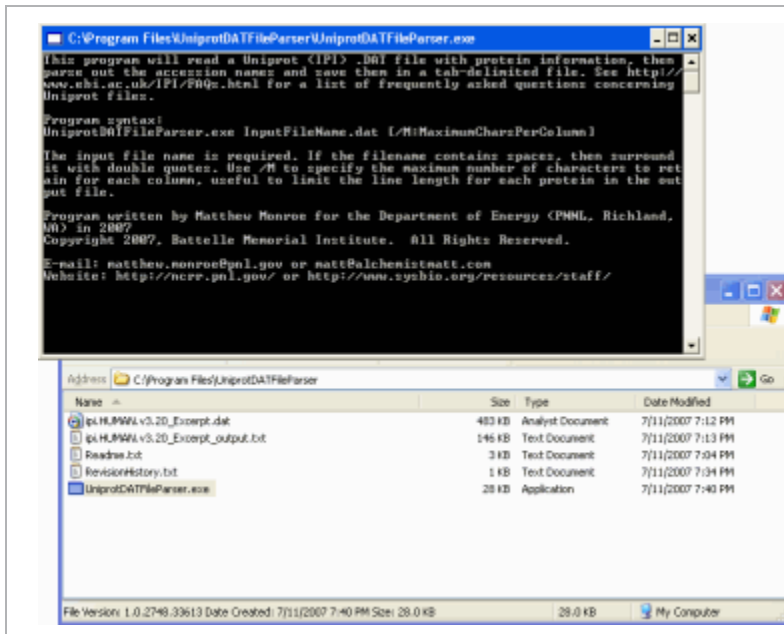 C:\Program Files\UniprotDATFileParser\UniprotDATFileParser.exe
This program will read a Uniprot (IPI) .DAT file with protein information, then
parse out the accession names and save them in a tab-delimited file. See http://
www.ebi.ac.uk/IPI/FAQs.html for a list of frequently asked questions concerning
Uniprot files.
Program syntax:
UniprotDATFileParser.exe InputFileName.dat [/M:MaximumCharsPerColumn]
The input file name is required. If the filename contains spaces, then surround
it with double quotes. Use /M to specify the maximum number of characters to ret
ain for each column, useful to limit the line length for each protein in the out
put file.
Program written by Matthew Monroe for the Department of Energy (PNNL, Richland,
WA) in 2007
Copyright 2007, Battelle Memorial Institute.  All Rights Reserved.
E-mail: matthew.monroe@pnl.gov or matt@alchemistmatt.com
Website: http://ncrr.pnl.gov/ or http://www.sysbio.org/resources/staff/
Address C:\Program Files\UniprotDATFileParser Go
Name Size Type Date Modified
ipi.HUMAN.v3.20_Excerpt.dat 483 KB Analyst Document 7/11/2007 7:12 PM
ipi.HUMAN.v3.20_Excerpt_output.txt 146 KB Text Document 7/11/2007 7:13 PM
Readme.txt 3 KB Text Document 7/11/2007 7:04 PM
RevisionHistory.txt 1 KB Text Document 7/11/2007 7:34 PM
UniprotDATFileParser.exe 28 KB Application 7/11/2007 7:40 PM
File Version: 1.0.2748.33613 Date Created: 7/11/2007 7:40 PM Size: 28.0 KB 28.0 KB My Computer